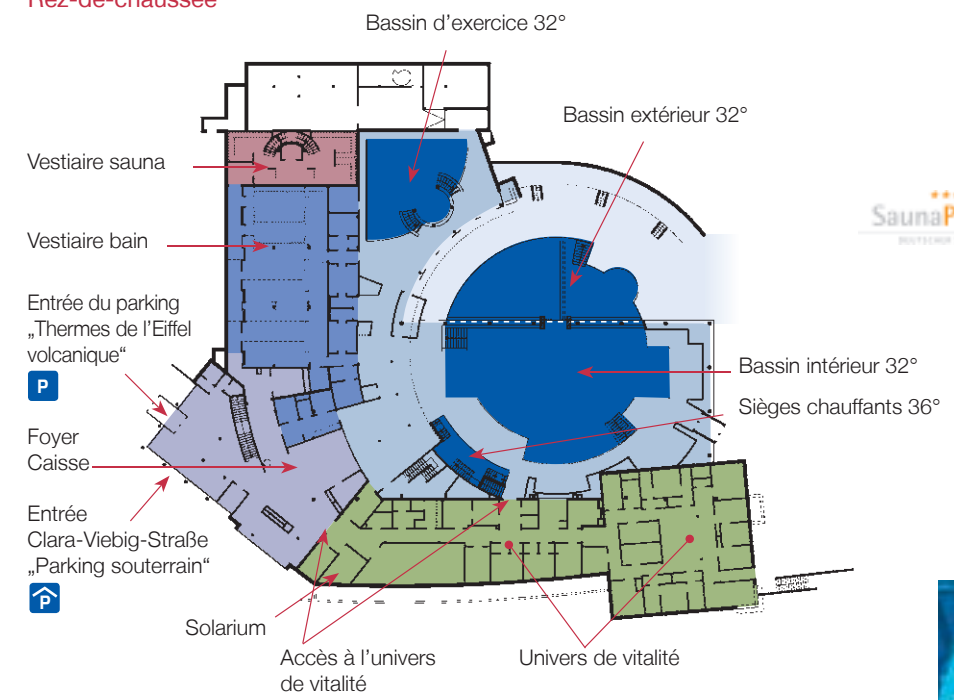 Rez-de-chaussée
Bassin d’exercice 32°
Bassin extérieur 32°
Vestiaire sauna
SaunaP
Vestiaire bain
Entrée du parking
„Thermes de l’Eiffel
volcanique“
P
Bassin intérieur 32°
Sièges chauffants 36°
Foyer
Caisse
Entrée
Clara-Viebig-Straße
„Parking souterrain“
P
Solarium
Accès à l’univers
de vitalité
Univers de vitalité